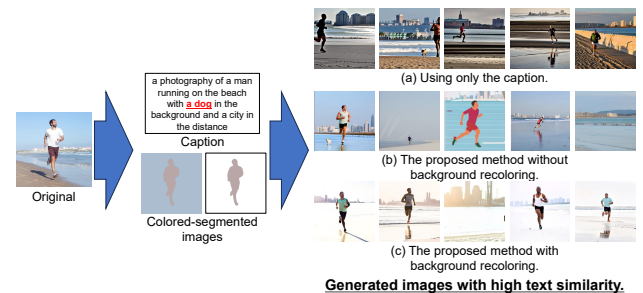 a photography of a man
running on the beach
with a dog in the
background and a city in
the distance
Caption
Original
Colored-segmented
images
(a) Using only the caption.
(b) The proposed method without
background recoloring.
(c) The proposed method with
background recoloring.
Generated images with high text similarity.